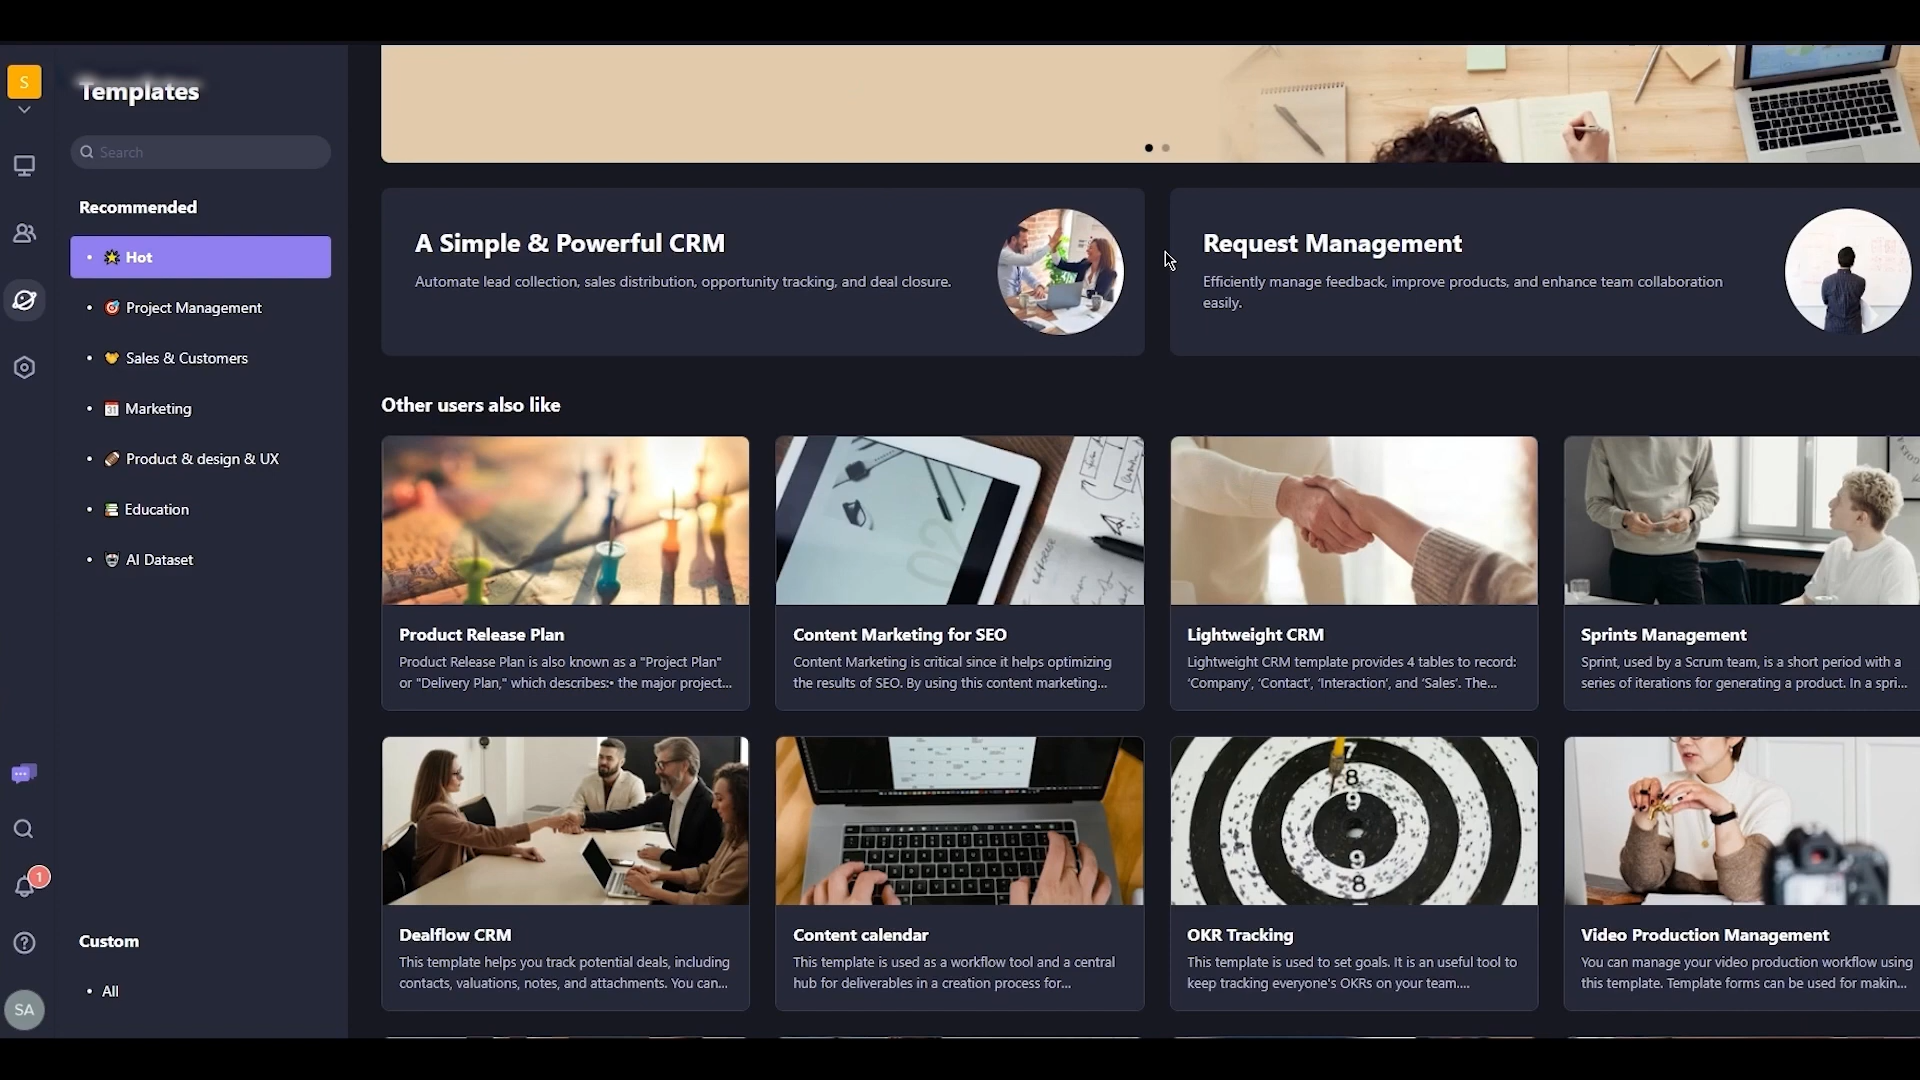 S
Templates
Search
Recommended
Hot
Project Management
Sales & Customers
Marketing
Product & design & UX
Education
AI Dataset
1
Custom
All
SA
A Simple & Powerful CRM
Automate lead collection, sales distribution, opportunity tracking, and deal closure.
Request Management
Efficiently manage feedback, improve products, and enhance team collaboration
easily.
Other users also like
Product Release Plan
Product Release Plan is also known as a "Project Plan"
or "Delivery Plan," which describes:• the major project...
Content Marketing for SEO
Content Marketing is critical since it helps optimizing
the results of SEO. By using this content marketing...
Lightweight CRM
Lightweight CRM template provides 4 tables to record:
‘Company’, ‘Contact’, ‘Interaction’, and ‘Sales’. The...
Sprints Management
Sprint, used by a Scrum team, is a short period with a
series of iterations for generating a product. In a spri...
7
8
9
9
8
Dealflow CRM
This template helps you track potential deals, including
contacts, valuations, notes, and attachments. You can...
Content calendar
This template is used as a workflow tool and a central
hub for deliverables in a creation process for...
OKR Tracking
This template is used to set goals. It is an useful tool to
keep tracking everyone's OKRs on your team....
Video Production Management
You can manage your video production workflow using
this template. Template forms can be used for makin...